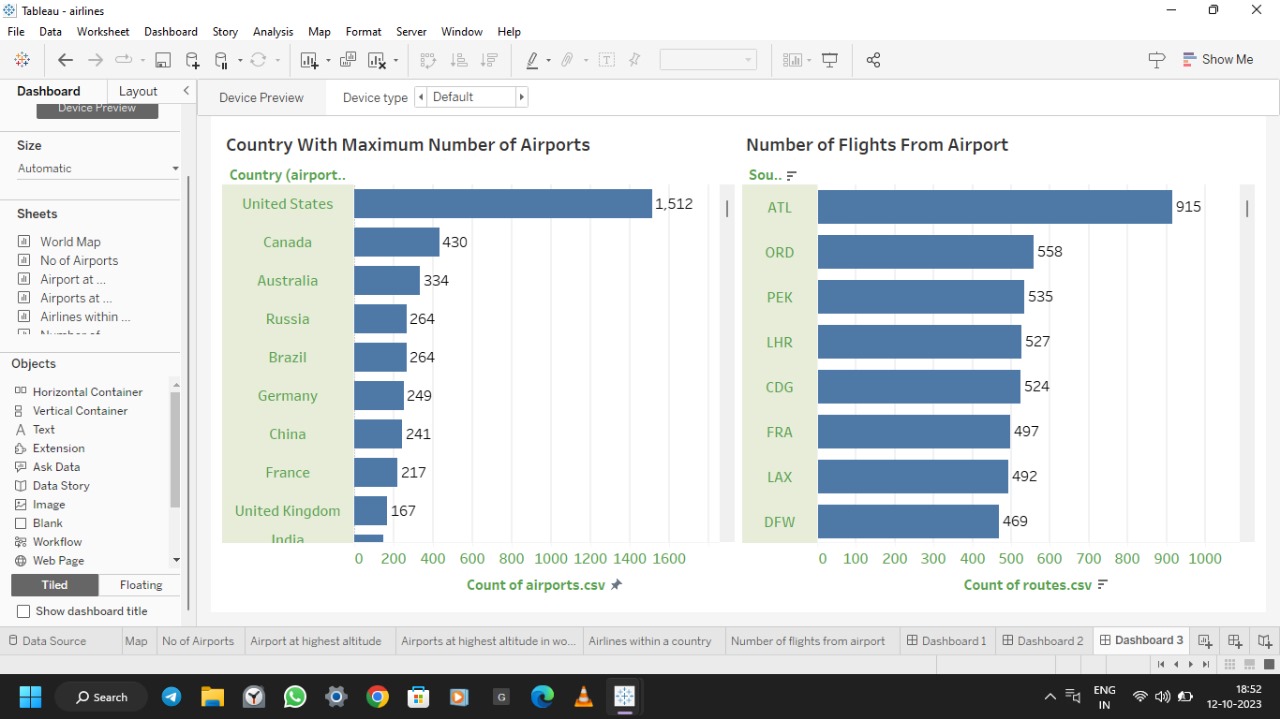 Tableau - airlines
File Data Worksheet Dashboard Story Analysis Map Format Server Window Help
Show Me
Dashboard Layout
Device Preview
Size
Automatic
Sheets
World Map
No of Airports
Airport at ...
Airports at ...
Airlines within ...
Number of
Objects
Horizontal Container
Vertical Container
Text
Extension
Ask Data
Data Story
Image
Blank
Workflow
Web Page
Tiled Floating
Show dashboard title
Device Preview Device type Default
Country With Maximum Number of Airports
Country (airport..
United States 1,512
Canada 430
Australia 334
Russia 264
Brazil 264
Germany 249
China 241
France 217
United Kingdom 167
India
0 200 400 600 800 1000 1200 1400 1600
Count of airports.csv
Number of Flights From Airport
Sou..
ATL 915
ORD 558
PEK 535
LHR 527
CDG 524
FRA 497
LAX 492
DFW 469
0 100 200 300 400 500 600 700 800 900 1000
Count of routes.csv
Data Source Map No of Airports Airport at highest altitude Airports at highest altitude in wo... Airlines within a country Number of flights from airport Dashboard 1 Dashboard 2 Dashboard 3
Search
G
ENG
IN
18:52
12-10-2023